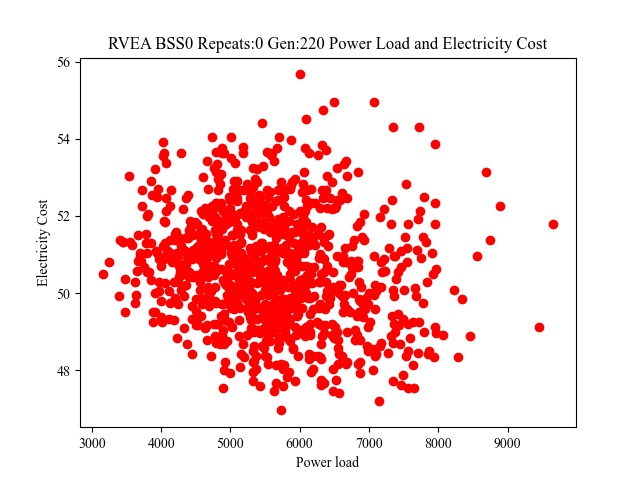 RVEA BSS0 Repeats:0 Gen:220 Power Load and Electricity Cost
56
54
52
50
48
Electricity Cost
3000 4000 5000 6000 7000 8000 9000
Power load